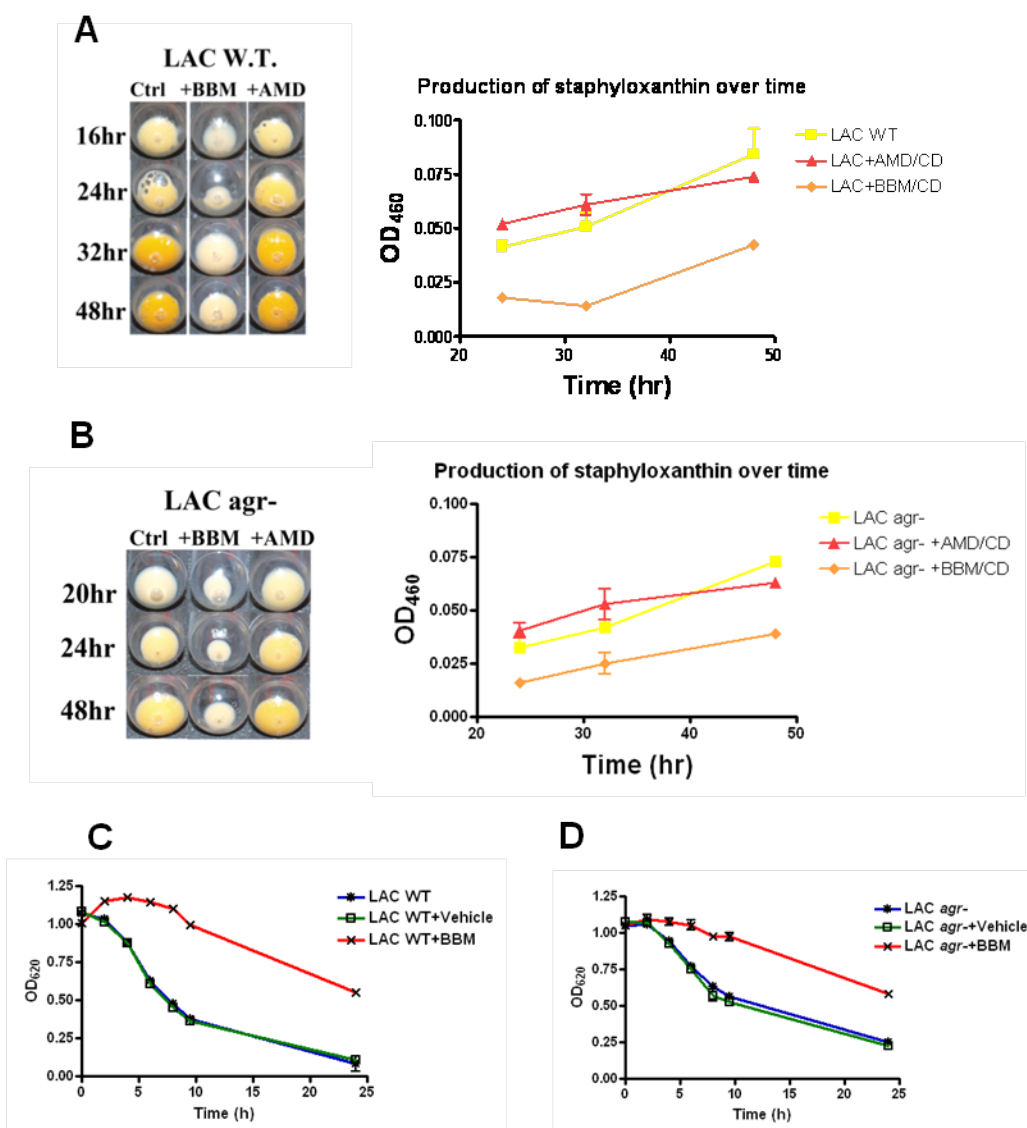 A
LAC W.T.
Ctrl +BBM +AMD
16hr
24hr
32hr
48hr
Production of staphyloxanthin over time
0.100
0.075
0.050
0.025
0.000
OD460
20 30 40 50
Time (hr)
LAC WT
LAC+AMD/CD
LAC+BBM/CD
B
LAC agr-
Ctrl +BBM +AMD
20hr
24hr
48hr
Production of staphyloxanthin over time
0.100
0.075
0.050
0.025
0.000
OD460
20 30 40 50
Time (hr)
LAC agr-
LAC agr- +AMD/CD
LAC agr- +BBM/CD
C
1.25
1.00
0.75
0.50
0.25
0.00
OD620
0 5 10 15 20 25
Time (h)
LAC WT
LAC WT+Vehicle
LAC WT+BBM
D
1.25
1.00
0.75
0.50
0.25
0.00
OD620
0 5 10 15 20 25
Time (h)
LAC agr-
LAC agr-+Vehicle
LAC agr-+BBM